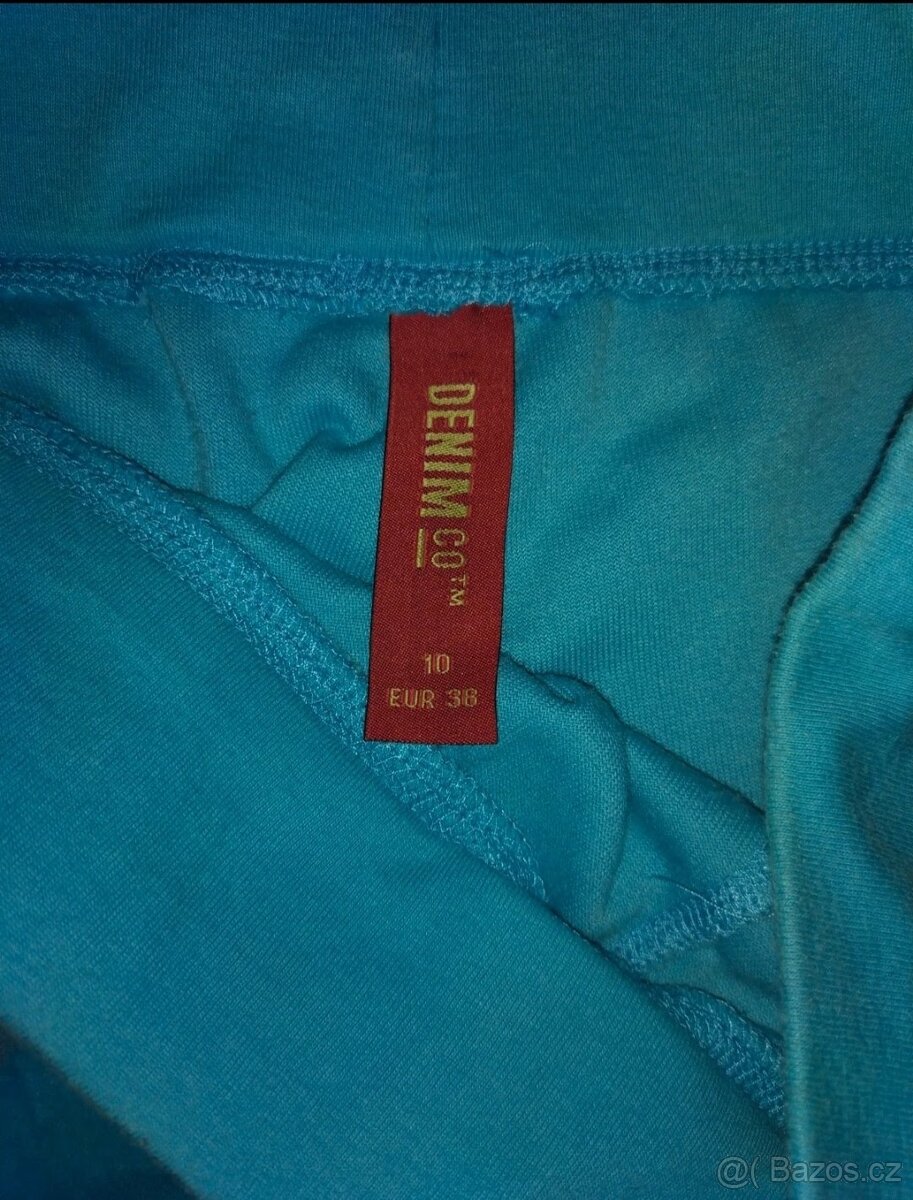 DENIM CO™
10
EUR 38
@( Bazos.cz